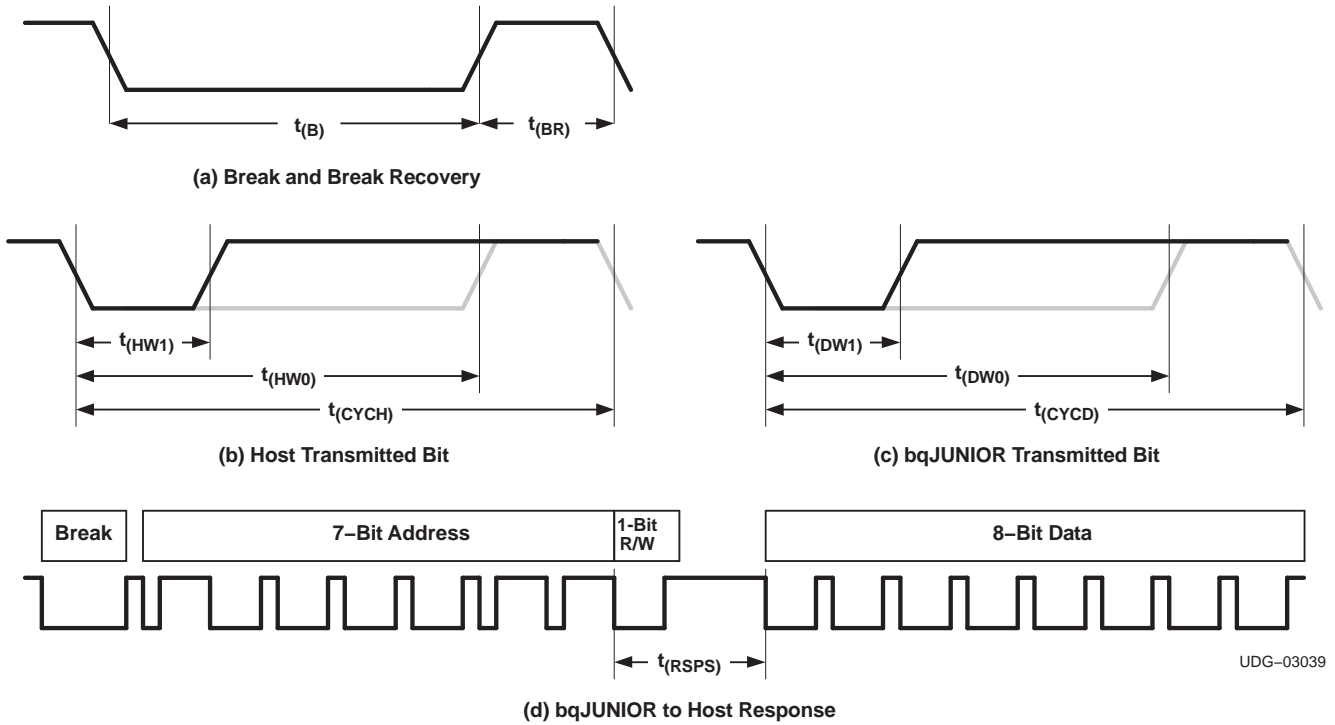 t(B)
t(BR)
(a) Break and Break Recovery
t(HW1)
t(HW0)
t(CYCH)
(b) Host Transmitted Bit
t(DW1)
t(DW0)
t(CYCD)
(c) bqJUNIOR Transmitted Bit
Break
7–Bit Address
1-Bit
R/W
8–Bit Data
t(RSPS)
UDG–03039
(d) bqJUNIOR to Host Response